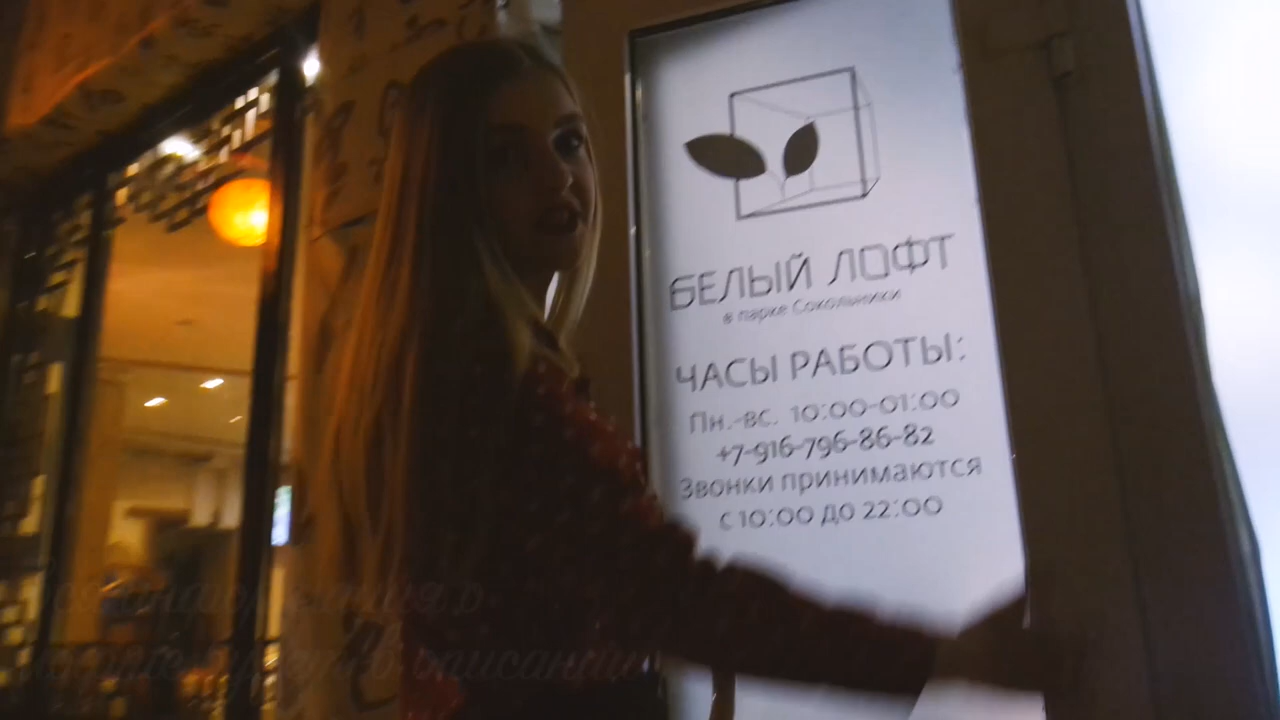 БЕЛЫЙ ЛОФТ
в парке Сокольники
ЧАСЫ РАБОТЫ:
Пн.-вс. 10:00-01:00
+7-916-796-86-82
Звонки принимаются
с 10:00 до 22:00
в описании